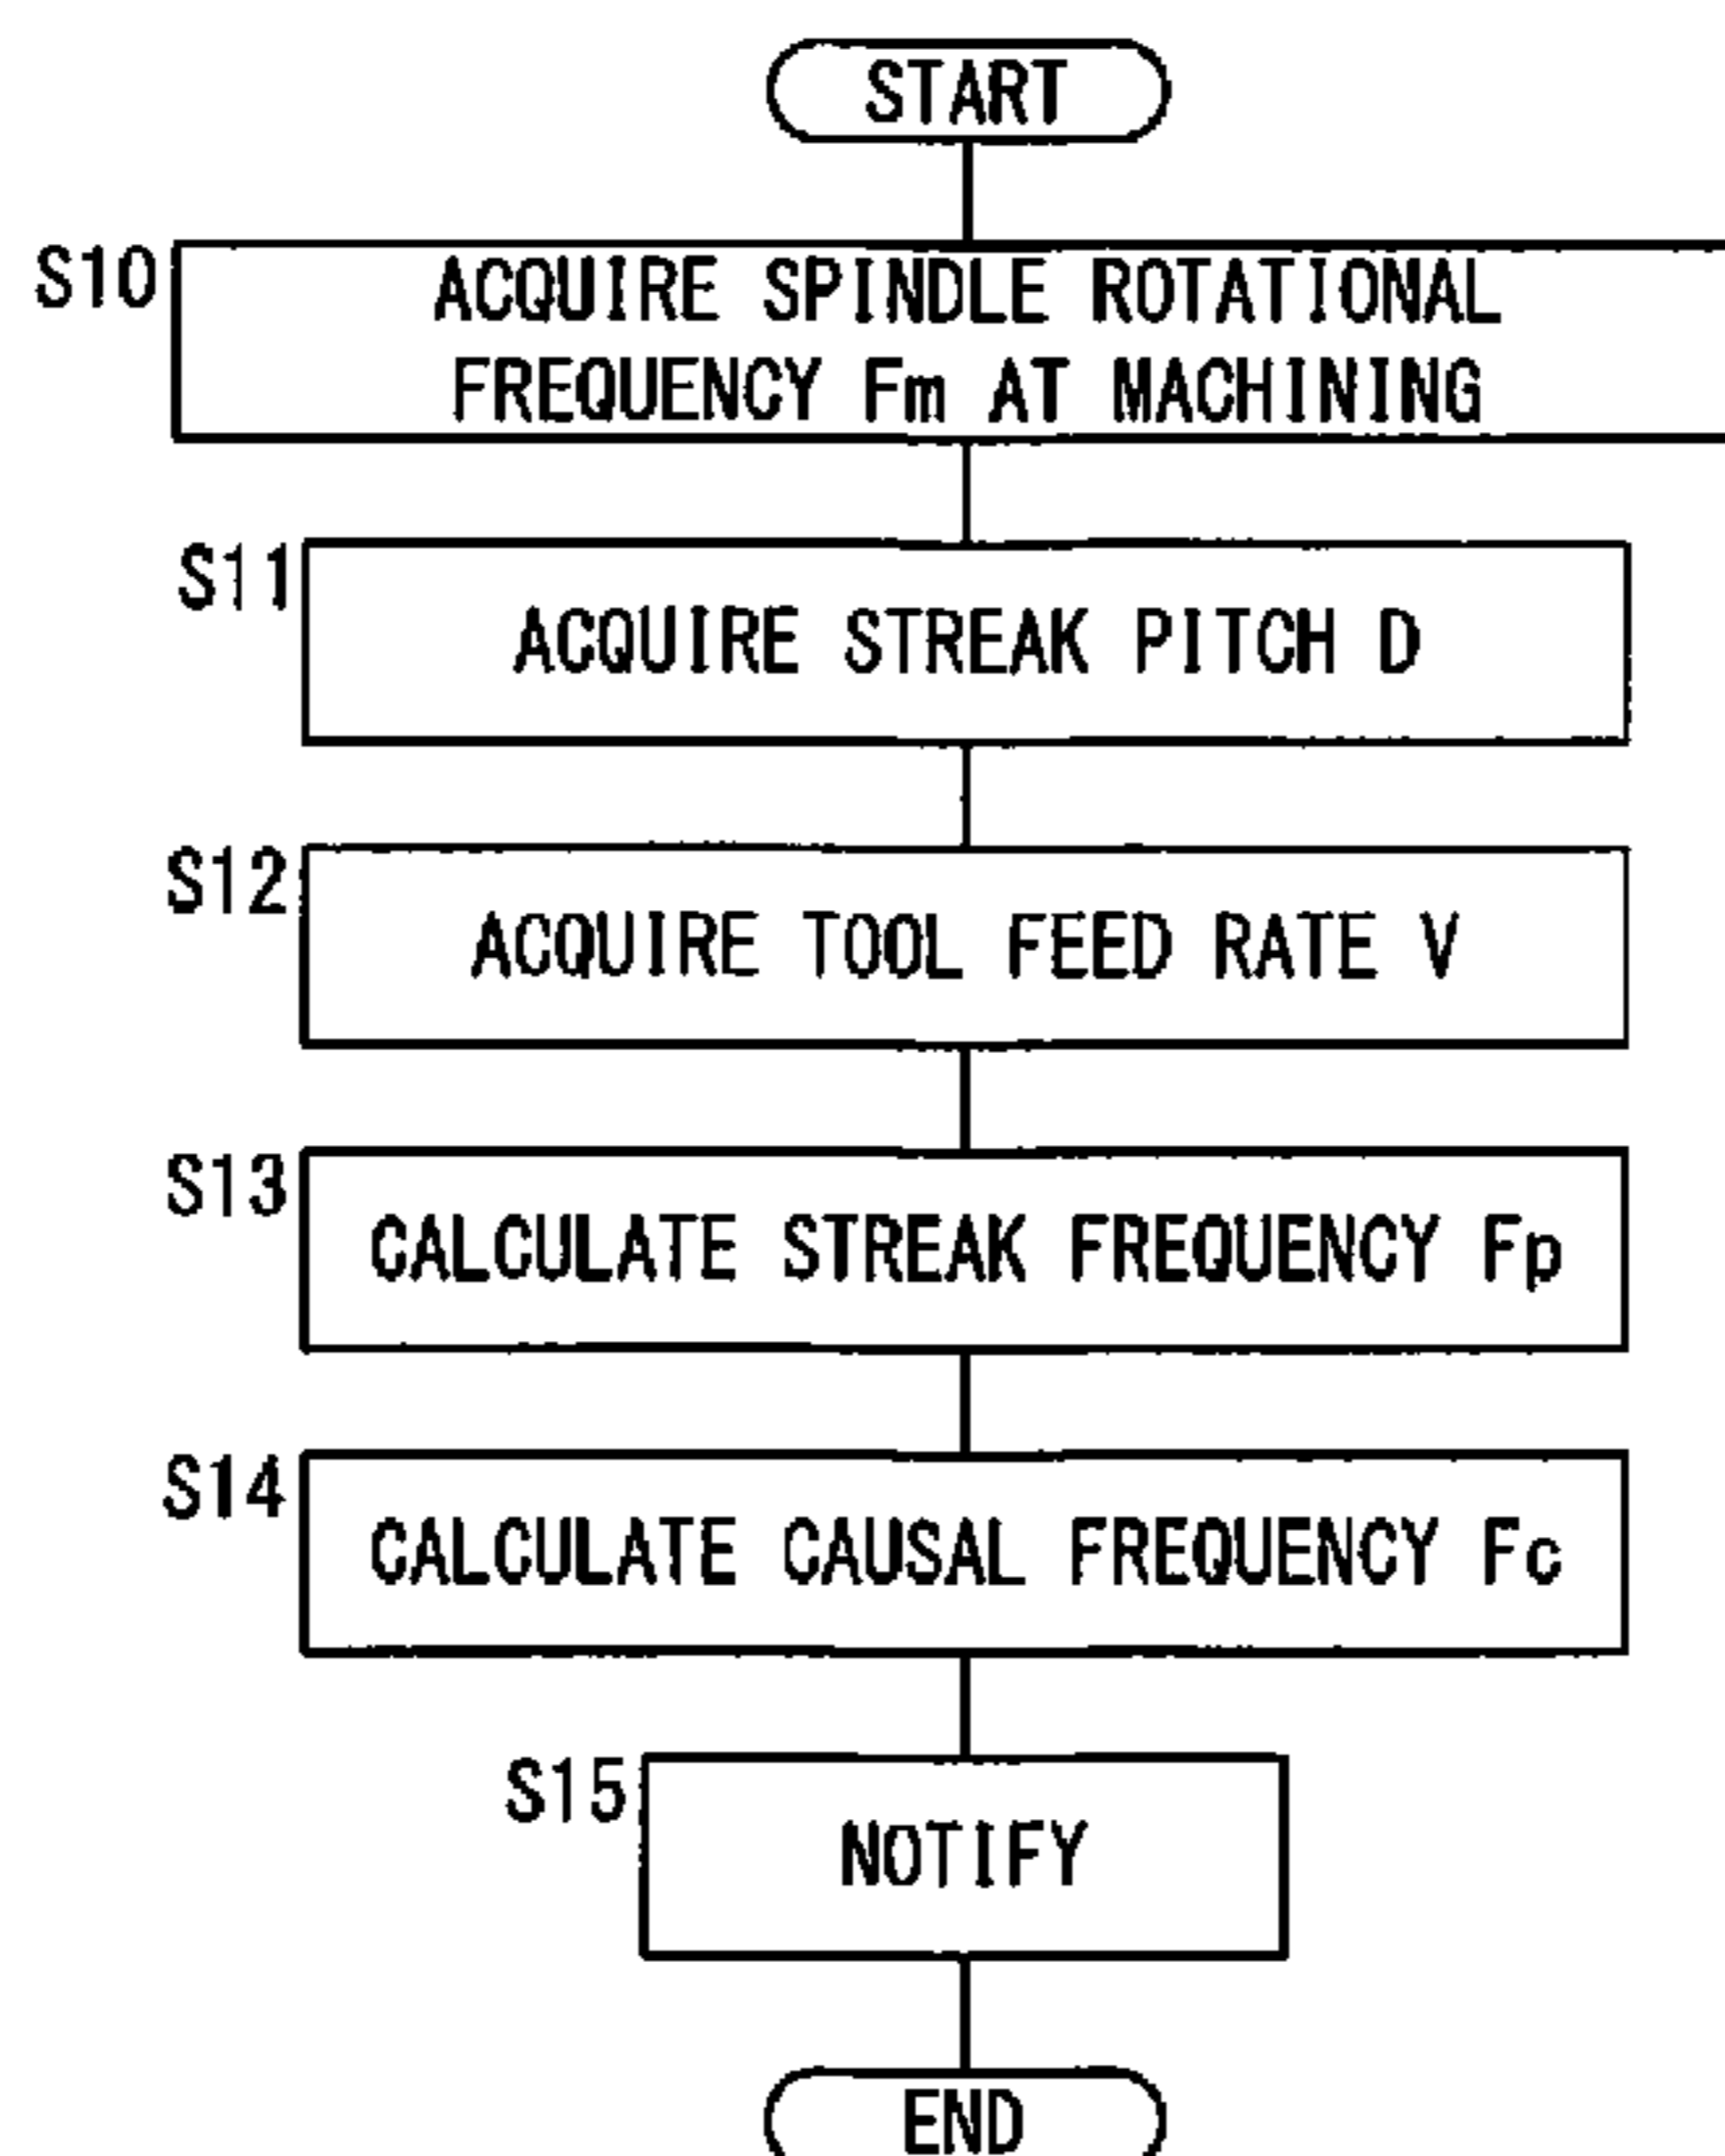 START
S10
ACQUIRE SPINDLE ROTATIONAL
FREQUENCY Fm AT MACHINING
S11
ACQUIRE STREAK PITCH D
S12
ACQUIRE TOOL FEED RATE V
S13
CALCULATE STREAK FREQUENCY Fp
S14
CALCULATE CAUSAL FREQUENCY Fc
S15
NOTIFY
END